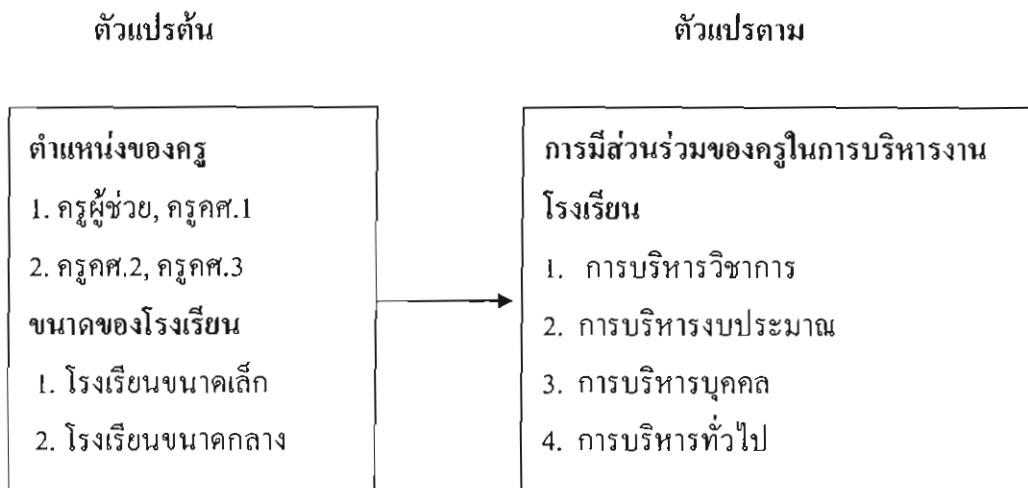 ตัวแปรต้น
ตัวแปรตาม
ตำแหน่งของครู
1. ครูผู้ช่วย, ครูคศ.1
2. ครูคศ.2, ครูคศ.3
ขนาดของโรงเรียน
1. โรงเรียนขนาดเล็ก
2. โรงเรียนขนาดกลาง
การมีส่วนร่วมของครูในการบริหารงาน
โรงเรียน
1. การบริหารวิชาการ
2. การบริหารงบประมาณ
3. การบริหารบุคคล
4. การบริหารทั่วไป